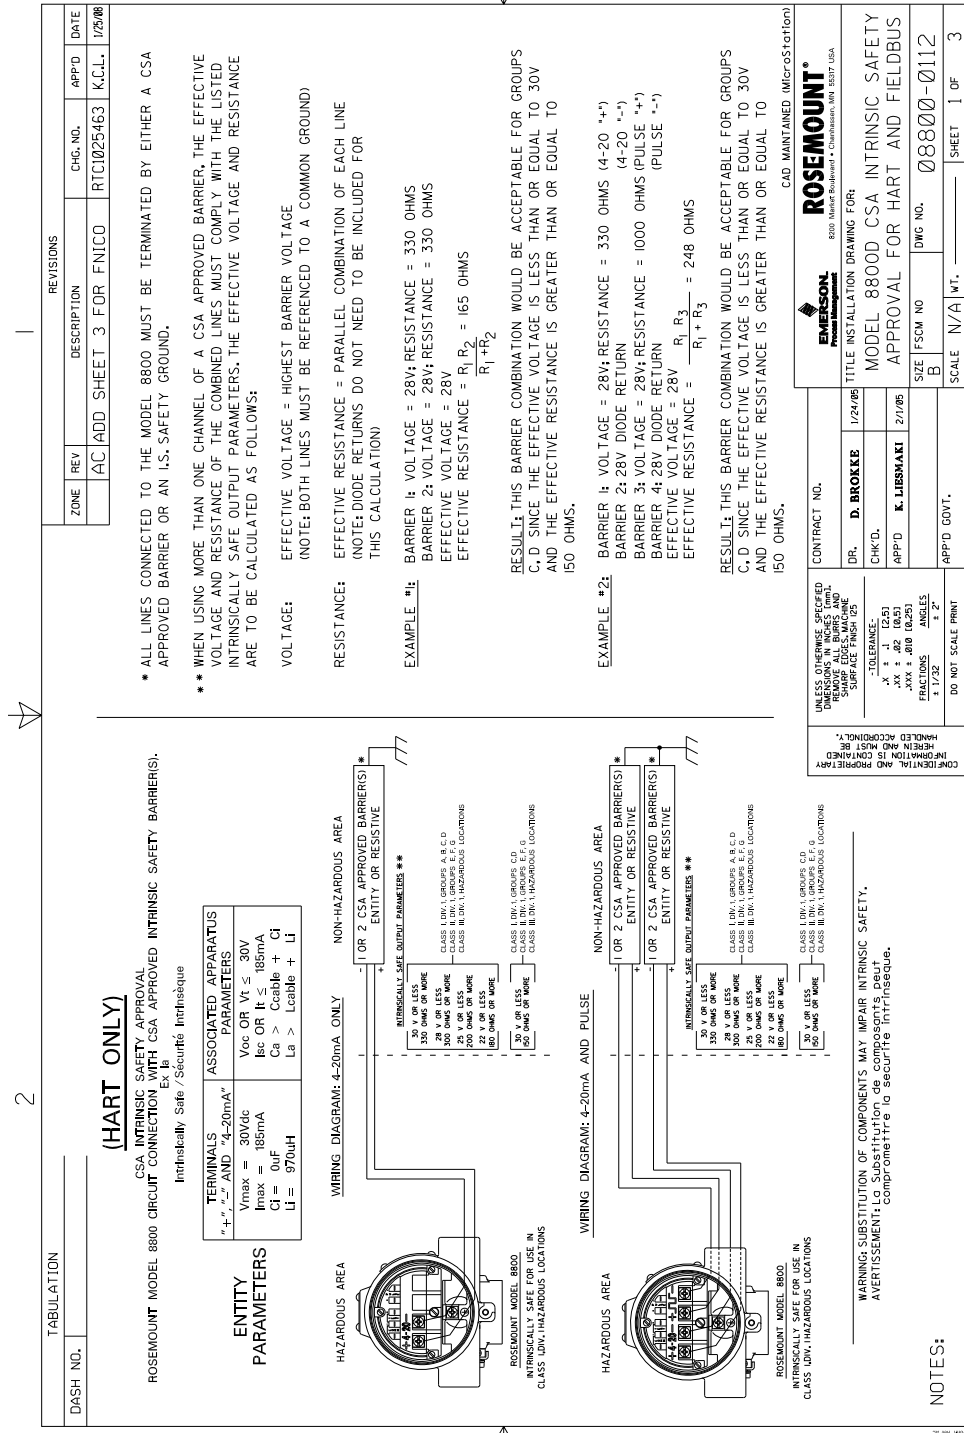 2
1
TABULATION
DASH NO.
REVISIONS
ZONE REV DESCRIPTION CHG. NO. APP'D DATE
AC ADD SHEET 3 FOR FNICO RTC1025463 K.C.L. 1/25/08
(HART ONLY)
CSA INTRINSIC SAFETY APPROVAL
ROSEMOUNT MODEL 8800 CIRCUIT CONNECTION WITH CSA APPROVED INTRINSIC SAFETY BARRIER(S).
Ex ia
Intrinsically Safe / Sécurité Intrinsèque
ENTITY
PARAMETERS
TERMINALS
"+", "–" AND "4–20mA"
ASSOCIATED APPARATUS
PARAMETERS
Vmax = 30Vdc
Imax = 185mA
Ci = 0uF
Li = 970uH
Voc OR Vt ≤ 30V
Isc OR It ≤ 185mA
Ca > Ccable + Ci
La > Lcable + Li
WIRING DIAGRAM: 4–20mA ONLY
HAZARDOUS AREA
NON-HAZARDOUS AREA
+ 4-20 -
ROSEMOUNT MODEL 8800
INTRINSICALLY SAFE FOR USE IN
CLASS I,DIV. I HAZARDOUS LOCATIONS
-
+
1 OR 2 CSA APPROVED BARRIER(S) *
ENTITY OR RESISTIVE
INTRINSICALLY SAFE OUTPUT PARAMETERS **
30 V OR LESS
330 OHMS OR MORE
28 V OR LESS
300 OHMS OR MORE
25 V OR LESS
200 OHMS OR MORE
22 V OR LESS
180 OHMS OR MORE
CLASS I, DIV. 1, GROUPS A, B, C, D
CLASS II, DIV. 1, GROUPS E, F, G
CLASS III, DIV. 1, HAZARDOUS LOCATIONS
30 V OR LESS
150 OHMS OR MORE
CLASS I, DIV. 1, GROUPS C,D
CLASS II, DIV. 1, GROUPS E, F, G
CLASS III, DIV. 1, HAZARDOUS LOCATIONS
WIRING DIAGRAM: 4–20mA AND PULSE
HAZARDOUS AREA
NON-HAZARDOUS AREA
+ 4-20 -
ROSEMOUNT MODEL 8800
INTRINSICALLY SAFE FOR USE IN
CLASS I,DIV. I HAZARDOUS LOCATIONS
-
+
1 OR 2 CSA APPROVED BARRIER(S) *
ENTITY OR RESISTIVE
-
+
1 OR 2 CSA APPROVED BARRIER(S) *
ENTITY OR RESISTIVE
INTRINSICALLY SAFE OUTPUT PARAMETERS **
30 V OR LESS
330 OHMS OR MORE
28 V OR LESS
300 OHMS OR MORE
25 V OR LESS
200 OHMS OR MORE
22 V OR LESS
180 OHMS OR MORE
CLASS I, DIV. 1, GROUPS A, B, C, D
CLASS II, DIV. 1, GROUPS E, F, G
CLASS III, DIV. 1, HAZARDOUS LOCATIONS
30 V OR LESS
150 OHMS OR MORE
CLASS I, DIV. 1, GROUPS C,D
CLASS II, DIV. 1, GROUPS E, F, G
CLASS III, DIV. 1, HAZARDOUS LOCATIONS
WARNING: SUBSTITUTION OF COMPONENTS MAY IMPAIR INTRINSIC SAFETY.
AVERTISSEMENT: La Substitution de composants peut
compromettre la securite intrinseque.
NOTES:
* ALL LINES CONNECTED TO THE MODEL 8800 MUST BE TERMINATED BY EITHER A CSA
APPROVED BARRIER OR AN I.S. SAFETY GROUND.
** WHEN USING MORE THAN ONE CHANNEL OF A CSA APPROVED BARRIER, THE EFFECTIVE
VOLTAGE AND RESISTANCE OF THE COMBINED LINES MUST COMPLY WITH THE LISTED
INTRINSICALLY SAFE OUTPUT PARAMETERS. THE EFFECTIVE VOLTAGE AND RESISTANCE
ARE TO BE CALCULATED AS FOLLOWS:
VOLTAGE: EFFECTIVE VOLTAGE = HIGHEST BARRIER VOLTAGE
(NOTE: BOTH LINES MUST BE REFERENCED TO A COMMON GROUND)
RESISTANCE: EFFECTIVE RESISTANCE = PARALLEL COMBINATION OF EACH LINE
(NOTE: DIODE RETURNS DO NOT NEED TO BE INCLUDED FOR
THIS CALCULATION)
EXAMPLE #1: BARRIER 1: VOLTAGE = 28V; RESISTANCE = 330 OHMS
BARRIER 2: VOLTAGE = 28V; RESISTANCE = 330 OHMS
EFFECTIVE VOLTAGE = 28V
EFFECTIVE RESISTANCE = R1 R2 / R1 +R2 = 165 OHMS
RESULT: THIS BARRIER COMBINATION WOULD BE ACCEPTABLE FOR GROUPS
C, D SINCE THE EFFECTIVE VOLTAGE IS LESS THAN OR EQUAL TO 30V
AND THE EFFECTIVE RESISTANCE IS GREATER THAN OR EQUAL TO
150 OHMS.
EXAMPLE #2: BARRIER 1: VOLTAGE = 28V; RESISTANCE = 330 OHMS (4-20 "+")
BARRIER 2: 28V DIODE RETURN (4-20 "-")
BARRIER 3: VOLTAGE = 28V; RESISTANCE = 1000 OHMS (PULSE "+")
BARRIER 4: 28V DIODE RETURN (PULSE "-")
EFFECTIVE VOLTAGE = 28V
EFFECTIVE RESISTANCE = R1 R3 / R1 + R3 = 248 OHMS
RESULT: THIS BARRIER COMBINATION WOULD BE ACCEPTABLE FOR GROUPS
C, D SINCE THE EFFECTIVE VOLTAGE IS LESS THAN OR EQUAL TO 30V
AND THE EFFECTIVE RESISTANCE IS GREATER THAN OR EQUAL TO
150 OHMS.
CAD MAINTAINED (MicroStation)
CONFIDENTIAL AND PROPRIETARY
INFORMATION IS CONTAINED
HEREIN AND MUST BE
HANDLED ACCORDINGLY.
UNLESS OTHERWISE SPECIFIED
DIMENSIONS IN INCHES [mm].
REMOVE ALL BURRS AND
SHARP EDGES. MACHINE
SURFACE FINISH 125
-TOLERANCE-
.X ± .1 [2,5]
.XX ± .02 [0,5]
.XXX ± .010 [0,25]
FRACTIONS ANGLES
± 1/32 ± 2°
DO NOT SCALE PRINT
CONTRACT NO.
DR. D. BROKKE 1/24/05
CHK'D.
APP'D K. LIESMAKI 2/1/05
APP'D GOVT.
EMERSON.
Process Management
ROSEMOUNT®
8200 Market Boulevard • Chanhassen, MN 55317 USA
TITLE INSTALLATION DRAWING FOR:
MODEL 8800D CSA INTRINSIC SAFETY
APPROVAL FOR HART AND FIELDBUS
SIZE B FSCM NO DWG NO. 08800-0112
SCALE N/A WT. SHEET 1 OF 3